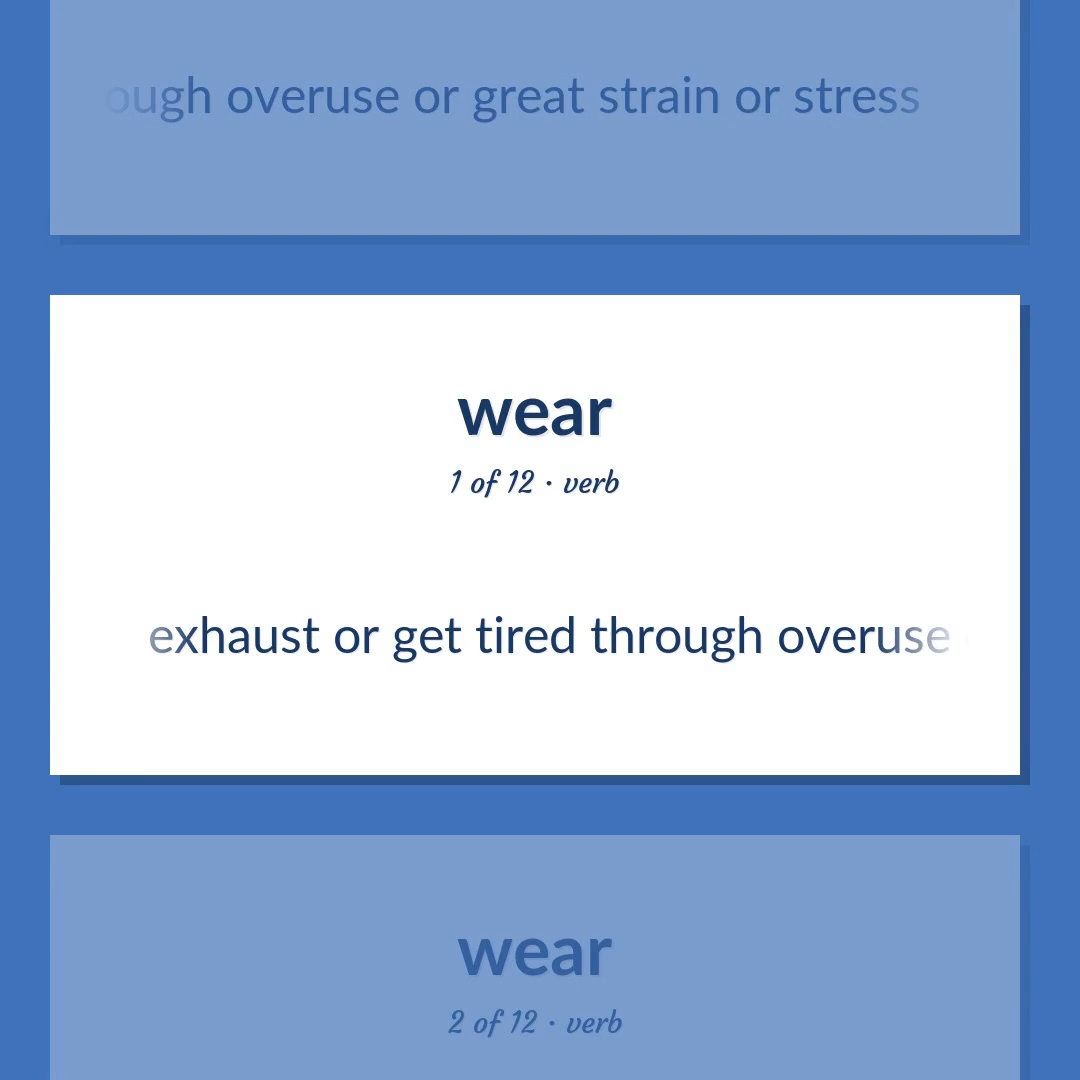 ough overuse or great strain or stress
wear
1 of 12 · verb
exhaust or get tired through overuse
wear
2 of 12 · verb